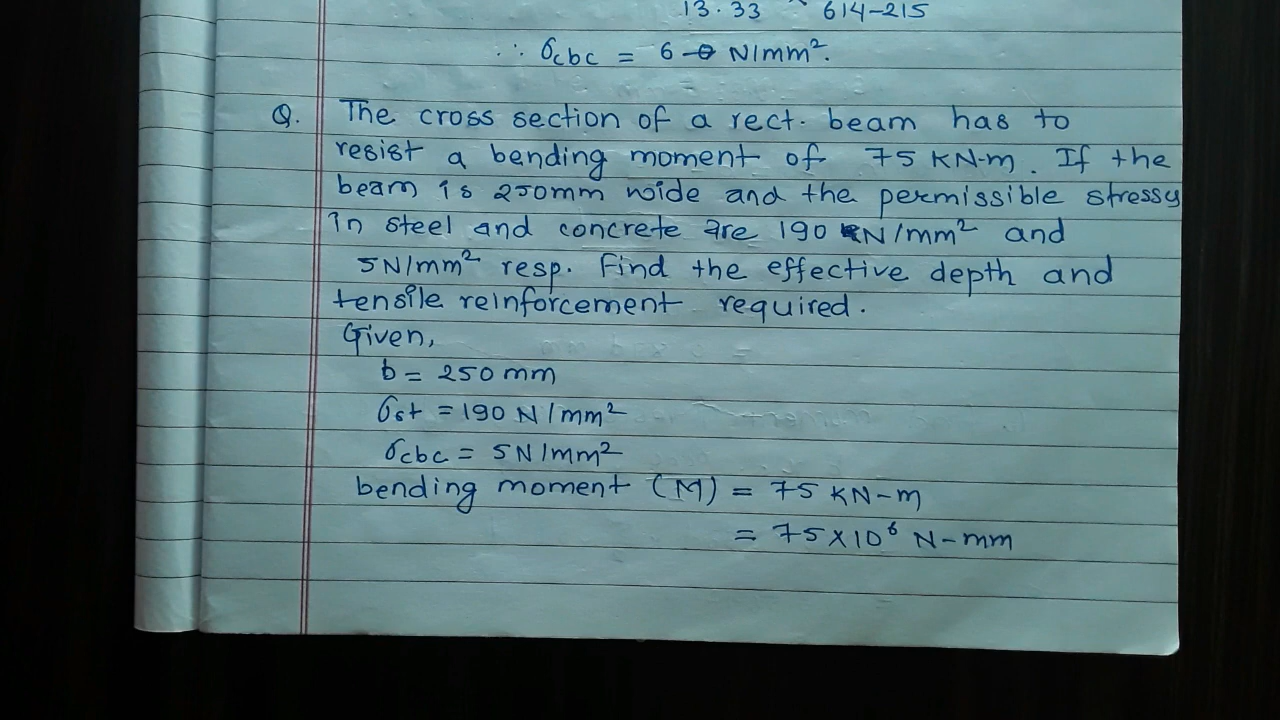 13.33 × 614-215
∴ σcbc = 6 N/mm².
Q. The cross section of a rect. beam has to
resist a bending moment of 75 KN-m. If the
beam is 250mm wide and the permissible stresses
in steel and concrete are 190 N/mm² and
5N/mm² resp. Find the effective depth and
tensile reinforcement required.
Given,
b = 250 mm
σst = 190 N/mm²
σcbc = 5N/mm²
bending moment (M) = 75 KN-m
= 75×10⁶ N-mm